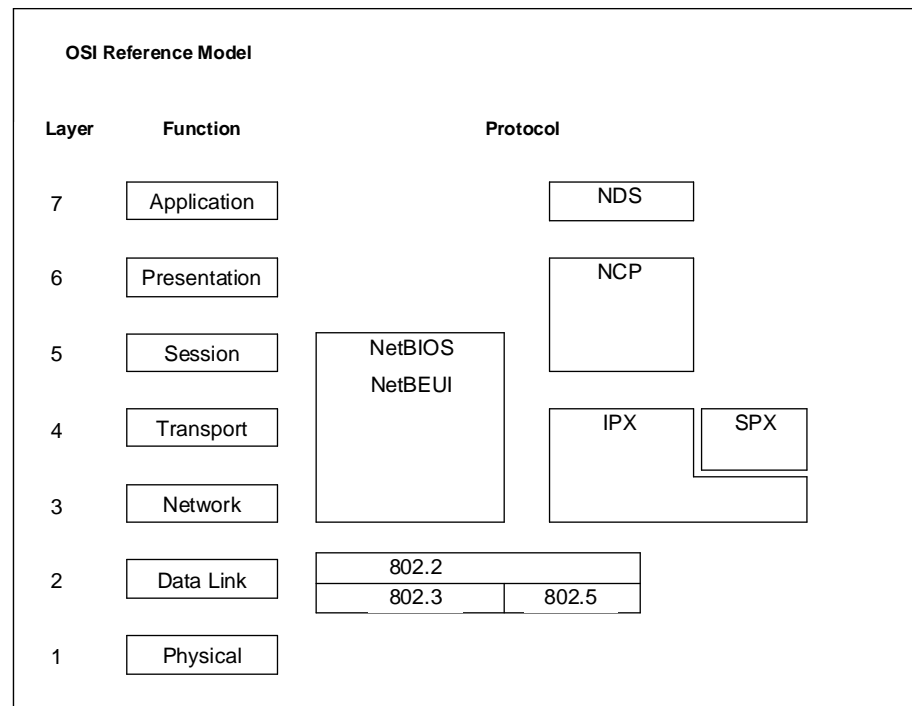 OSI Reference Model
Layer Function Protocol
7 Application NDS
6 Presentation NCP
5 Session NetBIOS
NetBEUI
4 Transport IPX SPX
3 Network
2 Data Link 802.2
802.3 802.5
1 Physical